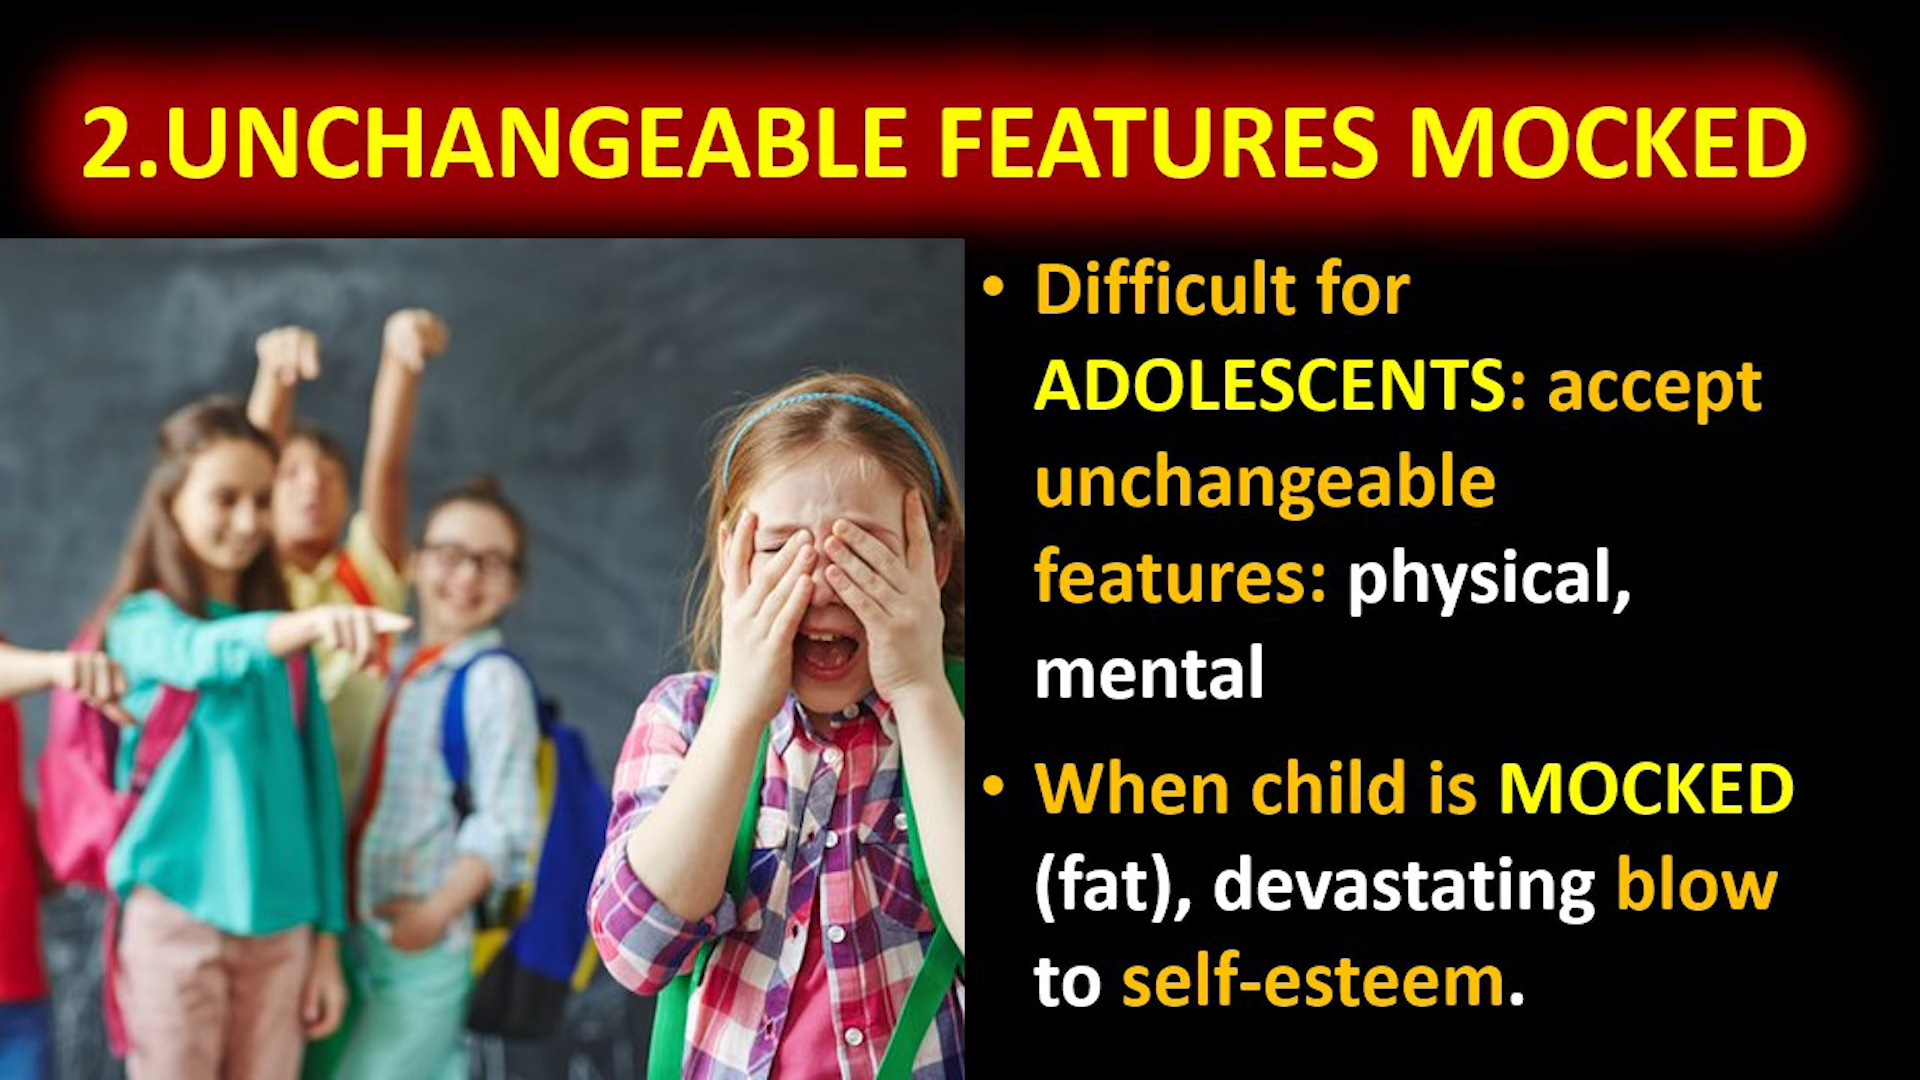 2.UNCHANGEABLE FEATURES MOCKED
• Difficult for
ADOLESCENTS: accept
unchangeable
features: physical,
mental
• When child is MOCKED
(fat), devastating blow
to self-esteem.